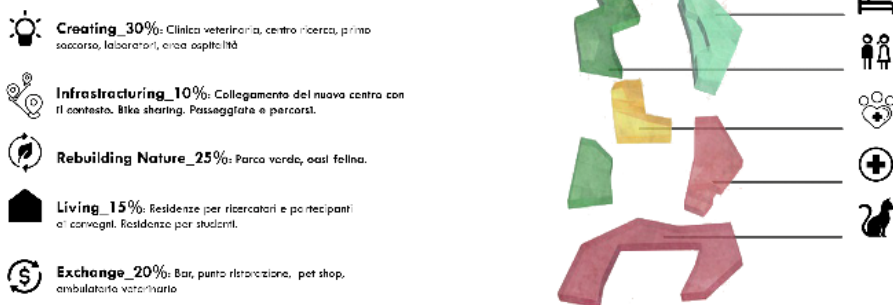 Creating_30%: Clinica veterinaria, centro ricerca, primo
soccorso, laboratori, area ospitalità
Infrastracturing_10%: Collegamento del nuovo centro con
il contesto. Bike sharing. Passeggiate e percorsi.
Rebuilding Nature_25%: Parco verde, oasi felina.
Living_15%: Residenze per ricercatori e partecipanti
ai convegni. Residenze per studenti.
Exchange_20%: Bar, punto ristorazione, pet shop,
ambulatorio veterinario